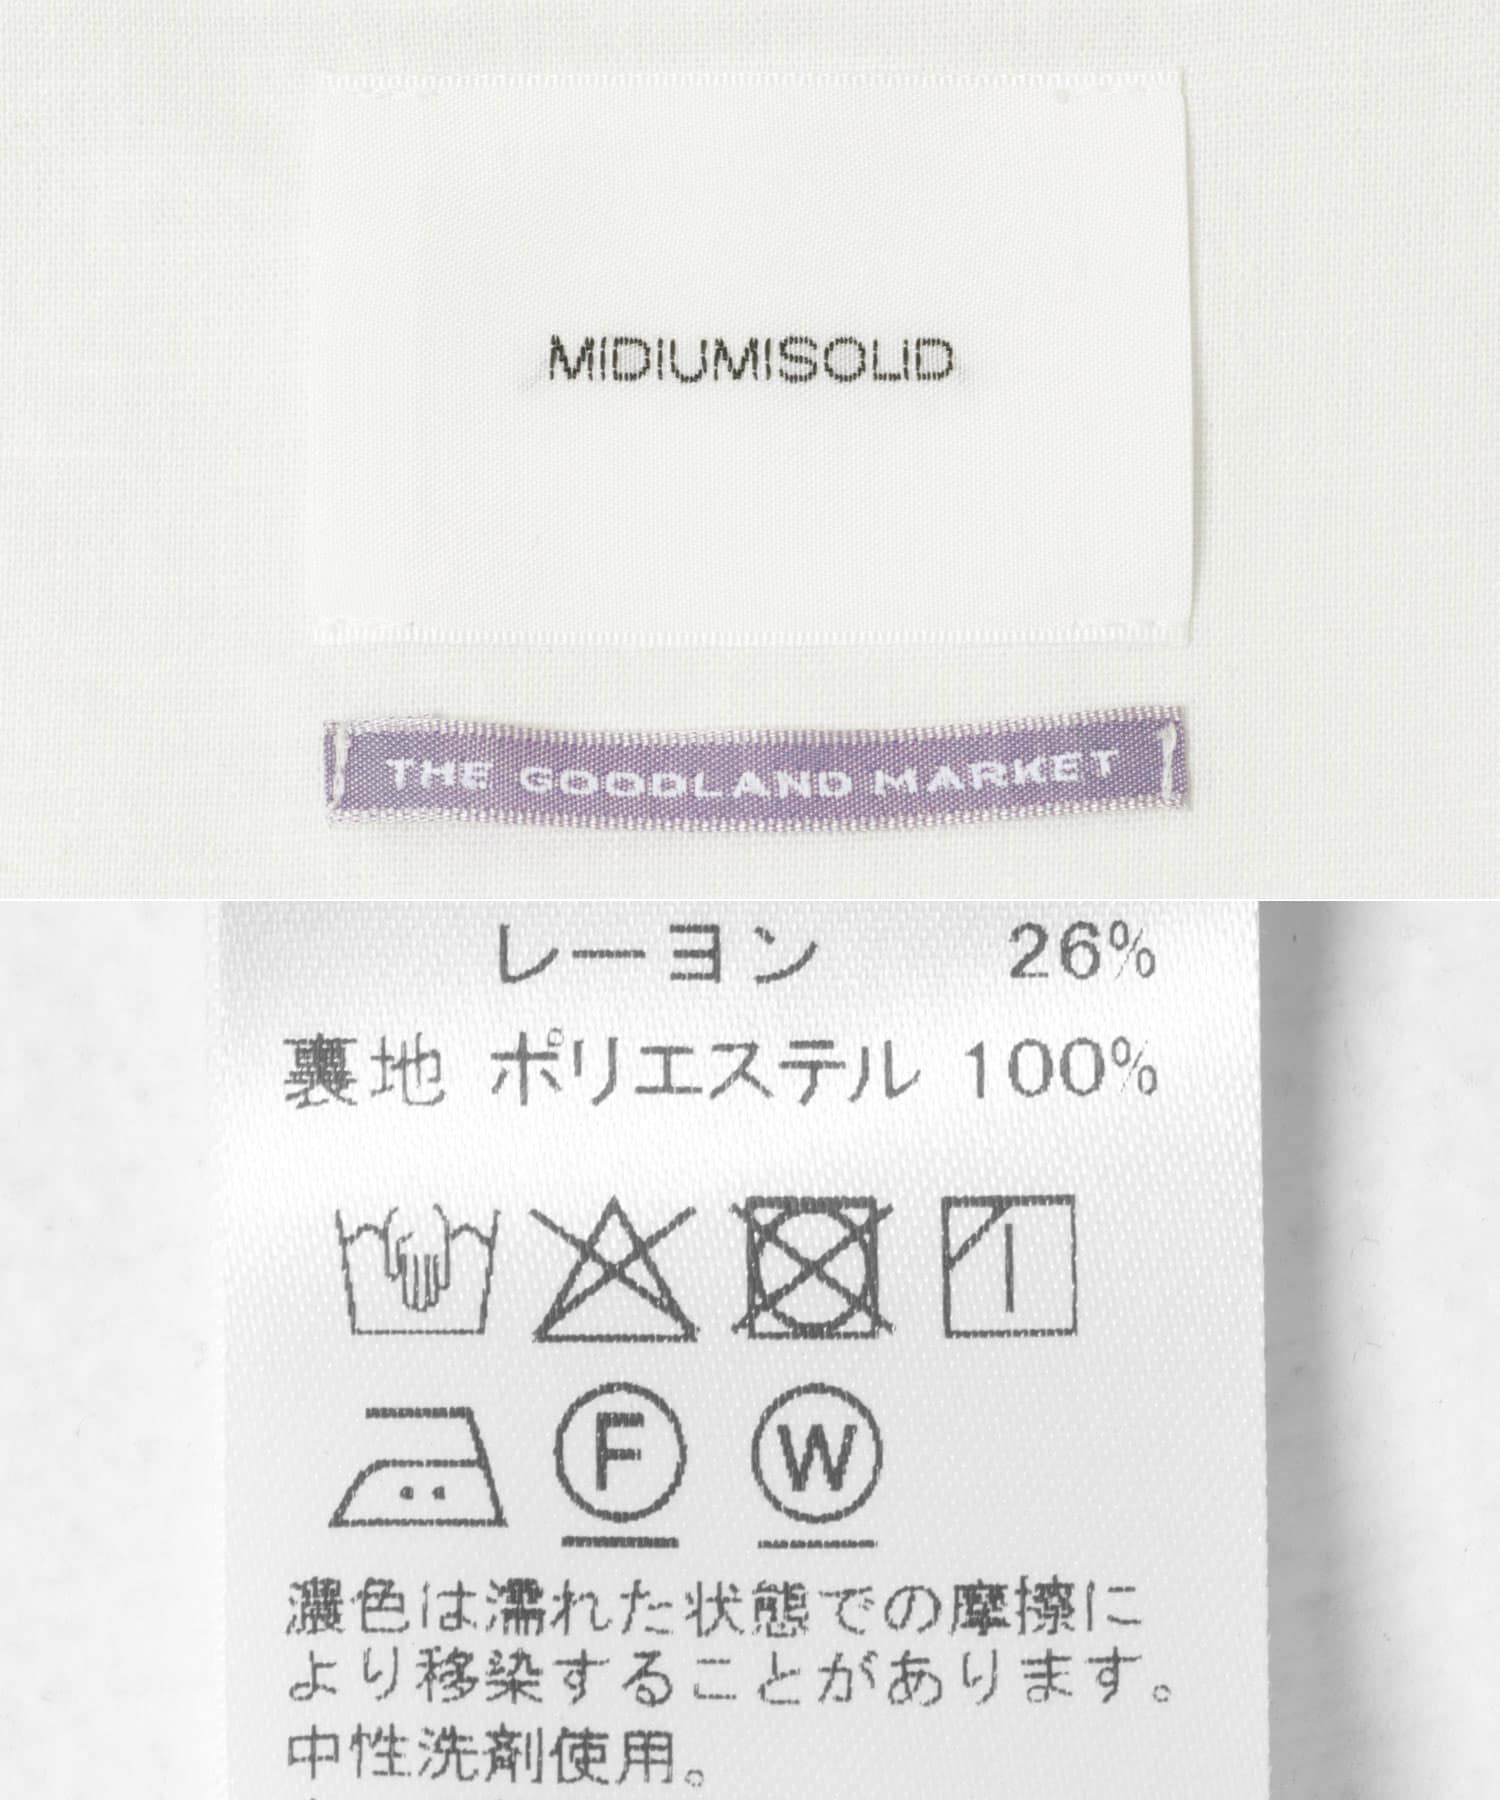 MIDIUMISOLID
THE GOODLAND MARKET
レーヨン 26%
裏地 ポリエステル 100%
F W
濃色は濡れた状態での摩擦に
より移染することがあります。
中性洗剤使用。